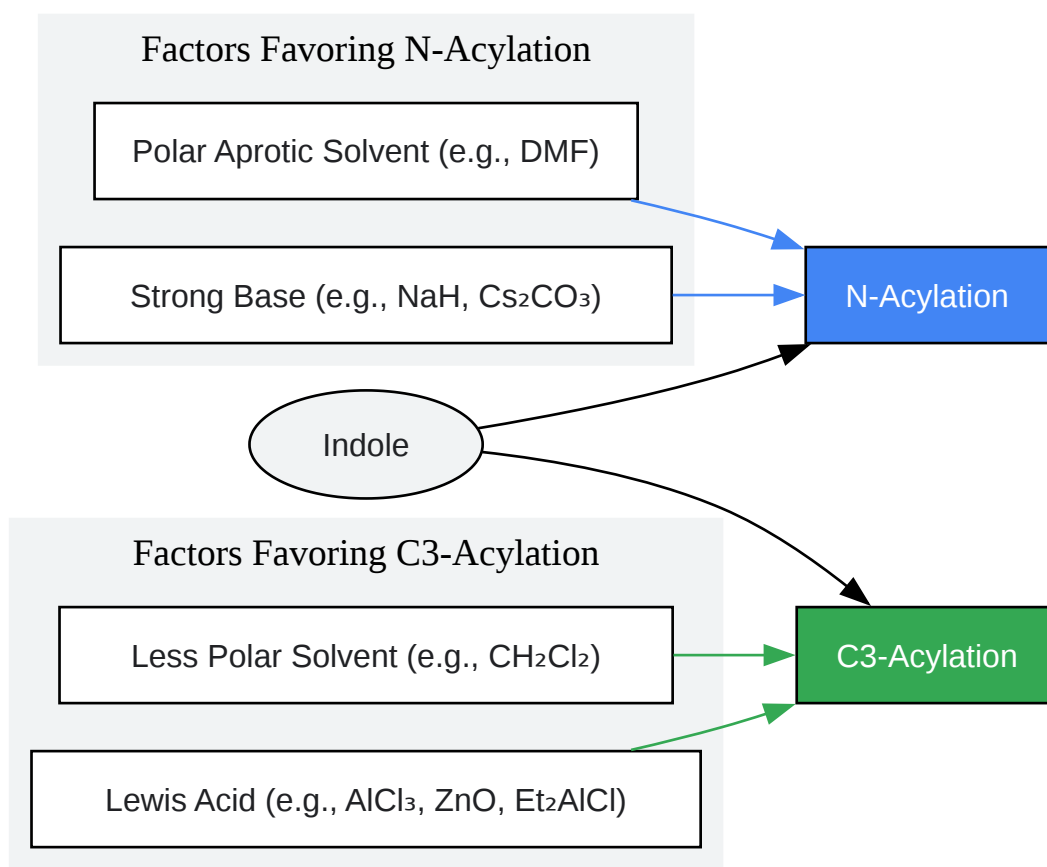 Factors Favoring N-Acylation
Polar Aprotic Solvent (e.g., DMF)
Strong Base (e.g., NaH, Cs₂CO₃)
N-Acylation
Indole
Factors Favoring C3-Acylation
Less Polar Solvent (e.g., CH₂Cl₂)
C3-Acylation
Lewis Acid (e.g., AlCl₃, ZnO, Et₂AlCl)